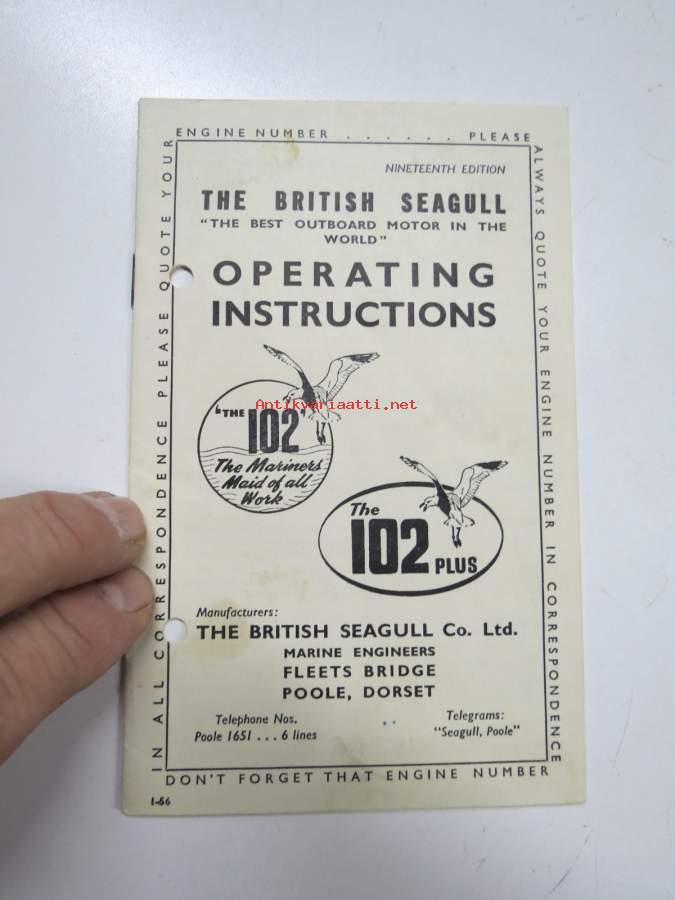 ENGINE NUMBER . . . . . . PLEASE
ALWAYS QUOTE YOUR ENGINE NUMBER IN CORRESPONDENCE
IN ALL CORRESPONDENCE PLEASE QUOTE YOUR
NINETEENTH EDITION
THE BRITISH SEAGULL
"THE BEST OUTBOARD MOTOR IN THE
WORLD"
OPERATING
INSTRUCTIONS
'THE
102'
The Mariners'
Maid of all
Work
Antikvariaatti.net
The
102 PLUS
Manufacturers:
THE BRITISH SEAGULL Co. Ltd.
MARINE ENGINEERS
FLEETS BRIDGE
POOLE, DORSET
Telephone Nos.
Poole 1651 . . . 6 lines
Telegrams:
"Seagull, Poole"
DON'T FORGET THAT ENGINE NUMBER
1-56